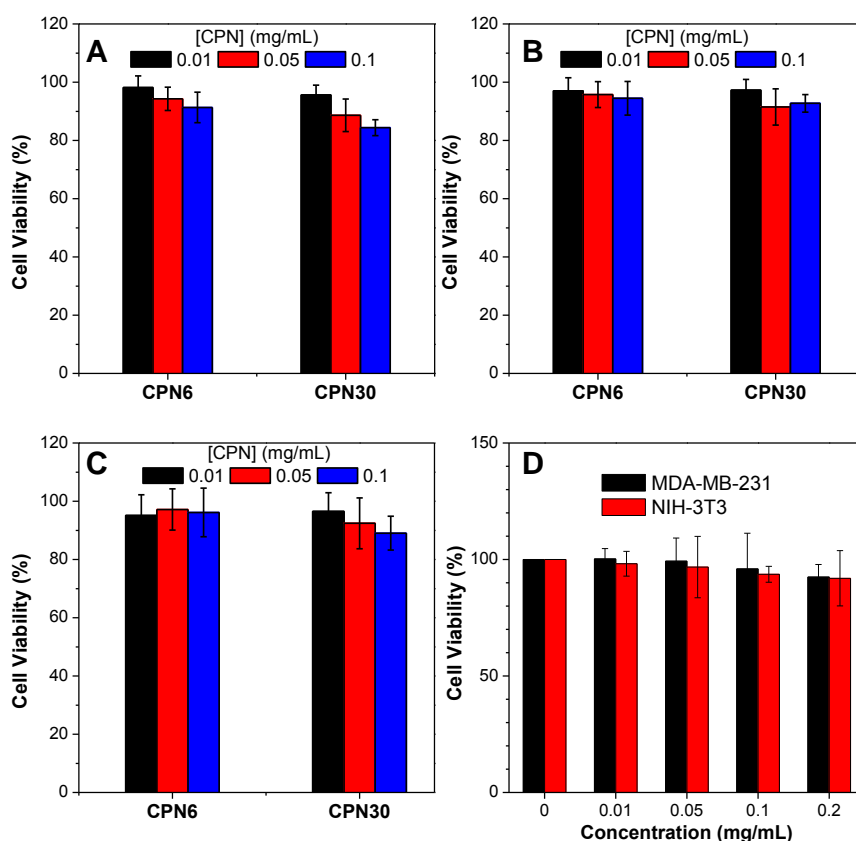 A
[CPN] (mg/mL)
0.01 0.05 0.1
120
100
80
60
40
20
0
Cell Viability (%)
CPN6 CPN30
B
[CPN] (mg/mL)
0.01 0.05 0.1
120
100
80
60
40
20
0
Cell Viability (%)
CPN6 CPN30
C
[CPN] (mg/mL)
0.01 0.05 0.1
120
100
80
60
40
20
0
Cell Viability (%)
CPN6 CPN30
D
MDA-MB-231
NIH-3T3
150
100
50
0
Cell Viability (%)
0 0.01 0.05 0.1 0.2
Concentration (mg/mL)